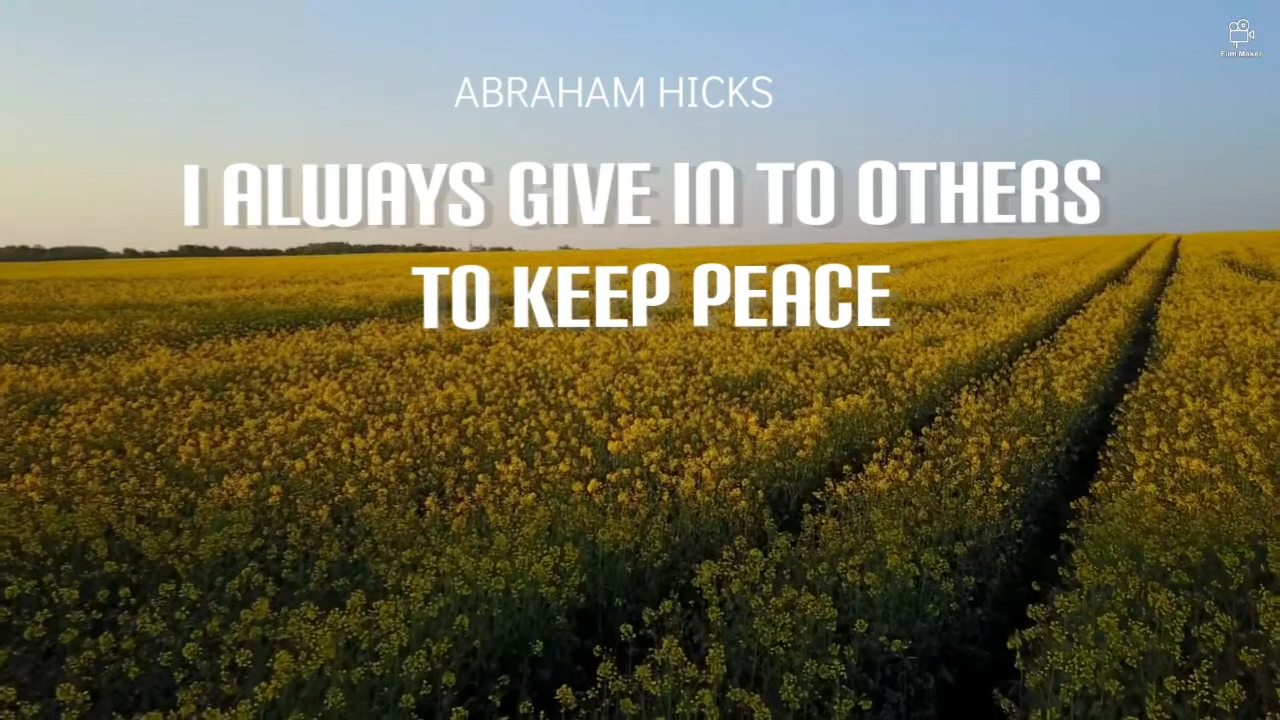 Film Maker
ABRAHAM HICKS
I ALWAYS GIVE IN TO OTHERS
TO KEEP PEACE